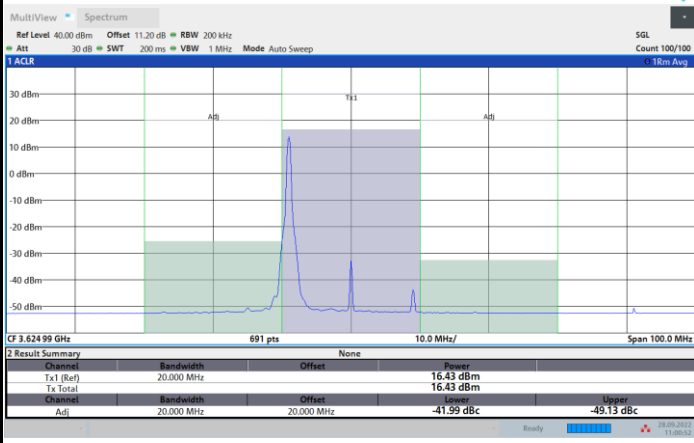 MultiView Spectrum
Ref Level 40.00 dBm Offset 11.20 dB RBW 200 kHz SGL
Att 30 dB SWT 200 ms VBW 1 MHz Mode Auto Sweep Count 100/100
1 ACLR 1Rm Avg
30 dBm
Tx1
20 dBm
Adj Adj
10 dBm
0 dBm
-10 dBm
-20 dBm
-30 dBm
-40 dBm
-50 dBm
CF 3.624 99 GHz 691 pts 10.0 MHz/ Span 100.0 MHz
2 Result Summary None
Channel Bandwidth Offset Power
Tx1 (Ref) 20.000 MHz 16.43 dBm
Tx Total 16.43 dBm
Channel Bandwidth Offset Lower Upper
Adj 20.000 MHz 20.000 MHz -41.99 dBc -49.13 dBc
Ready 28.09.2022
11:00:52